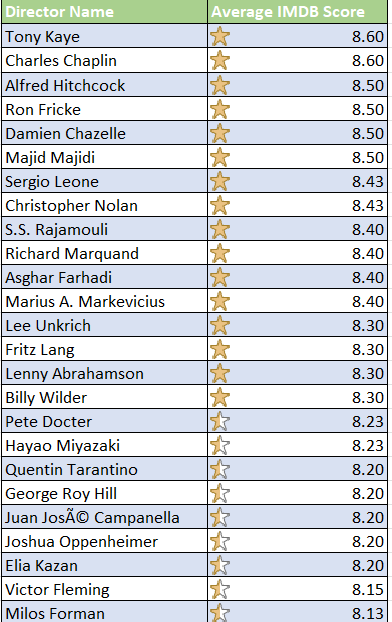 Director Name Average IMDB Score
Tony Kaye 8.60
Charles Chaplin 8.60
Alfred Hitchcock 8.50
Ron Fricke 8.50
Damien Chazelle 8.50
Majid Majidi 8.50
Sergio Leone 8.43
Christopher Nolan 8.43
S.S. Rajamouli 8.40
Richard Marquand 8.40
Asghar Farhadi 8.40
Marius A. Markevicius 8.40
Lee Unkrich 8.30
Fritz Lang 8.30
Lenny Abrahamson 8.30
Billy Wilder 8.30
Pete Docter 8.23
Hayao Miyazaki 8.23
Quentin Tarantino 8.20
George Roy Hill 8.20
Juan JosÃ© Campanella 8.20
Joshua Oppenheimer 8.20
Elia Kazan 8.20
Victor Fleming 8.15
Milos Forman 8.13